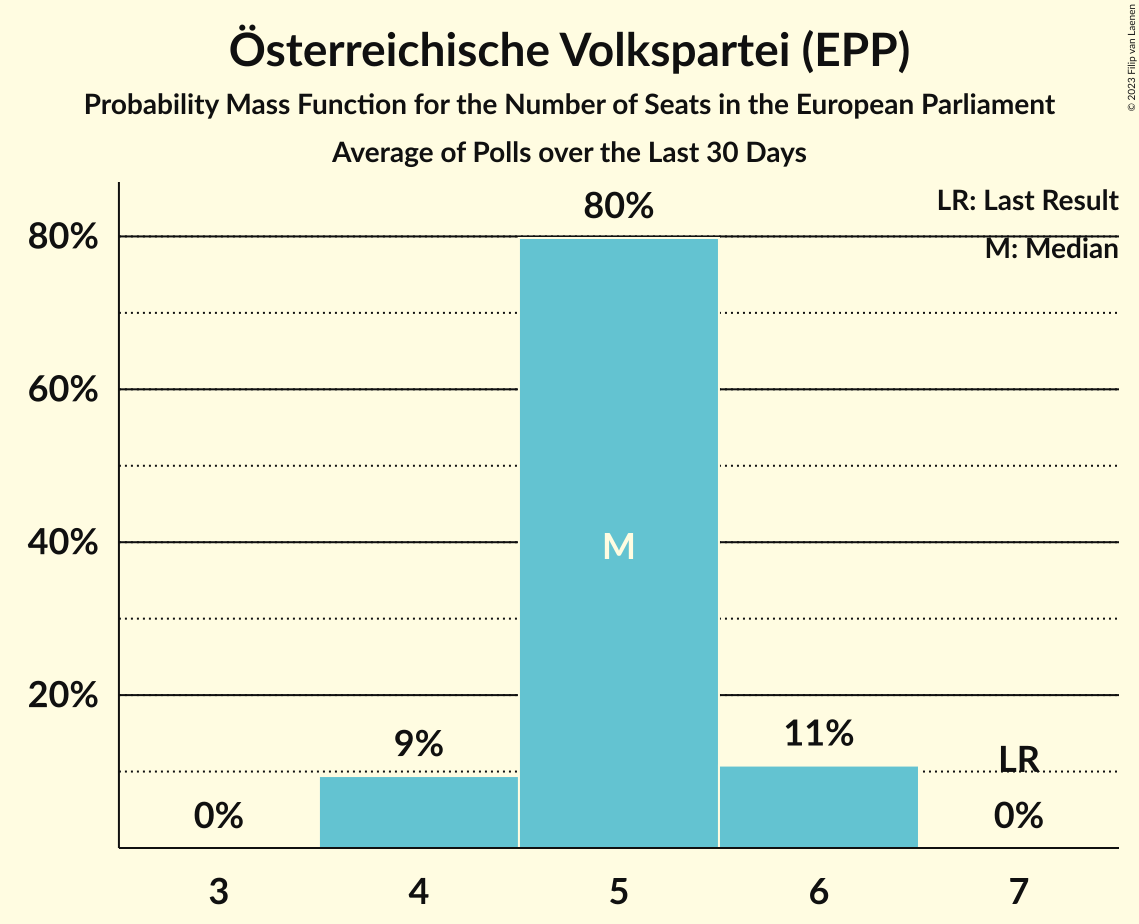 Österreichische Volkspartei (EPP)
Probability Mass Function for the Number of Seats in the European Parliament
Average of Polls over the Last 30 Days
© 2023 Filip van Laenen
LR: Last Result
M: Median
80%
60%
40%
20%
0%
9%
80%
M
11%
LR
0%
3
4
5
6
7